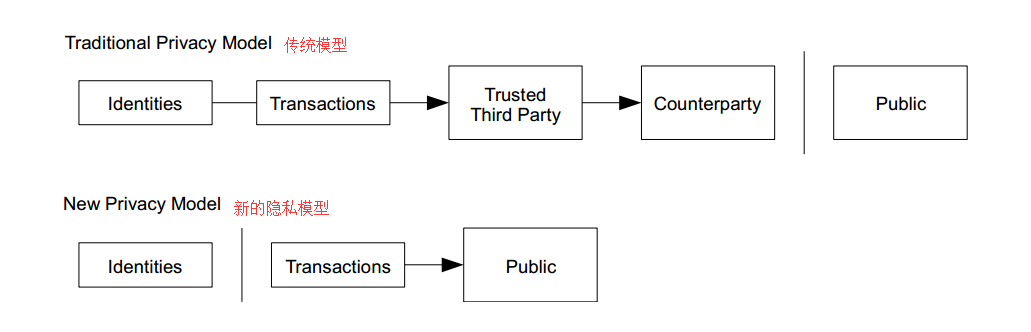 Traditional Privacy Model 传统模型
Identities
Transactions
Trusted
Third Party
Counterparty
Public
New Privacy Model 新的隐私模型
Identities
Transactions
Public